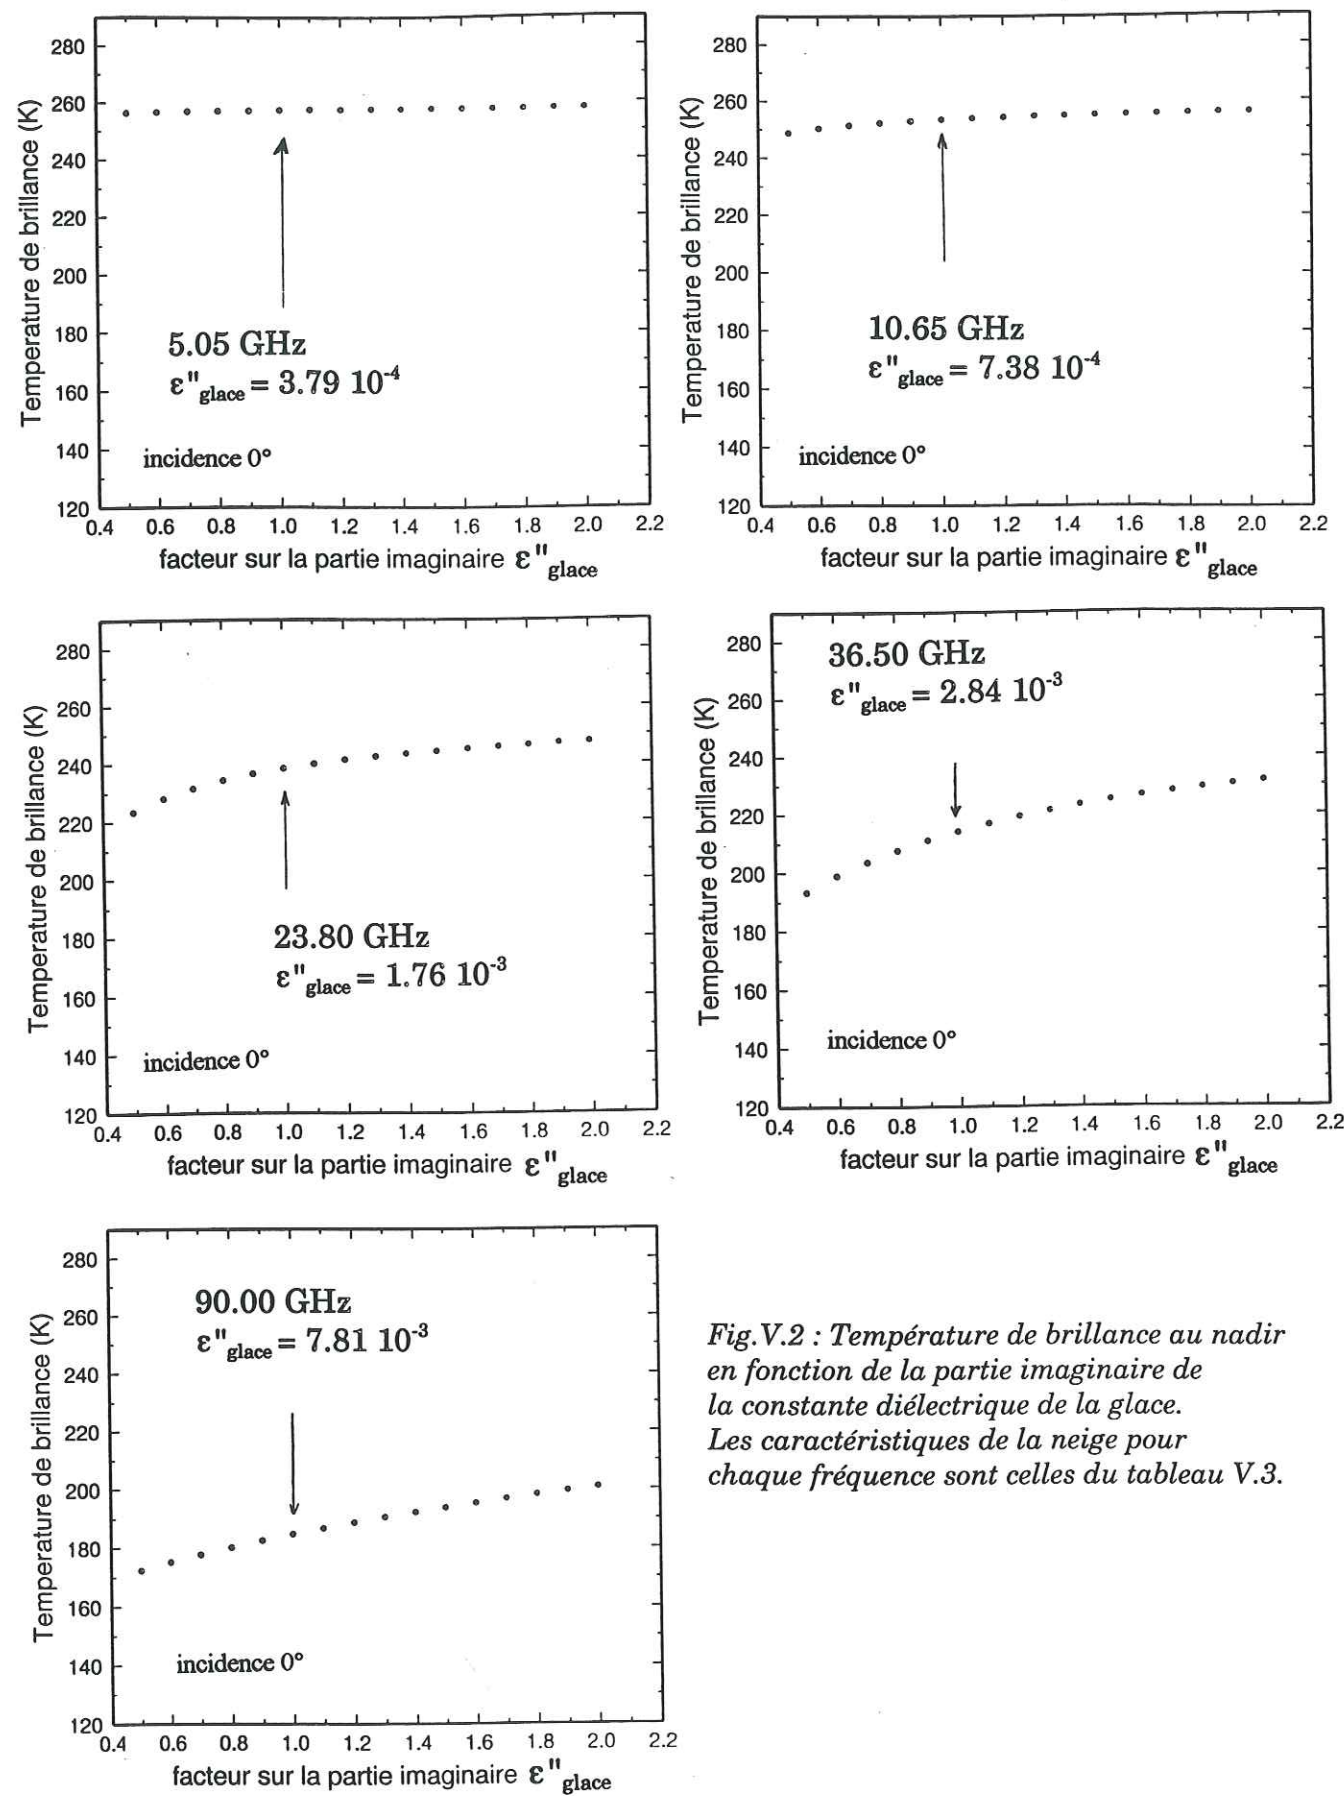 280
260
240
220
200
180
160
140
120
Temperature de brillance (K)
5.05 GHz
ε"glace = 3.79 10-4
incidence 0°
0.4 0.6 0.8 1.0 1.2 1.4 1.6 1.8 2.0 2.2
facteur sur la partie imaginaire ε"glace
280
260
240
220
200
180
160
140
120
Temperature de brillance (K)
10.65 GHz
ε"glace = 7.38 10-4
incidence 0°
0.4 0.6 0.8 1.0 1.2 1.4 1.6 1.8 2.0 2.2
facteur sur la partie imaginaire ε"glace
280
260
240
220
200
180
160
140
120
Temperature de brillance (K)
23.80 GHz
ε"glace = 1.76 10-3
incidence 0°
0.4 0.6 0.8 1.0 1.2 1.4 1.6 1.8 2.0 2.2
facteur sur la partie imaginaire ε"glace
280
260
240
220
200
180
160
140
120
Temperature de brillance (K)
36.50 GHz
ε"glace = 2.84 10-3
incidence 0°
0.4 0.6 0.8 1.0 1.2 1.4 1.6 1.8 2.0 2.2
facteur sur la partie imaginaire ε"glace
280
260
240
220
200
180
160
140
120
Temperature de brillance (K)
90.00 GHz
ε"glace = 7.81 10-3
incidence 0°
0.4 0.6 0.8 1.0 1.2 1.4 1.6 1.8 2.0 2.2
facteur sur la partie imaginaire ε"glace
Fig.V.2 : Température de brillance au nadir
en fonction de la partie imaginaire de
la constante diélectrique de la glace.
Les caractéristiques de la neige pour
chaque fréquence sont celles du tableau V.3.